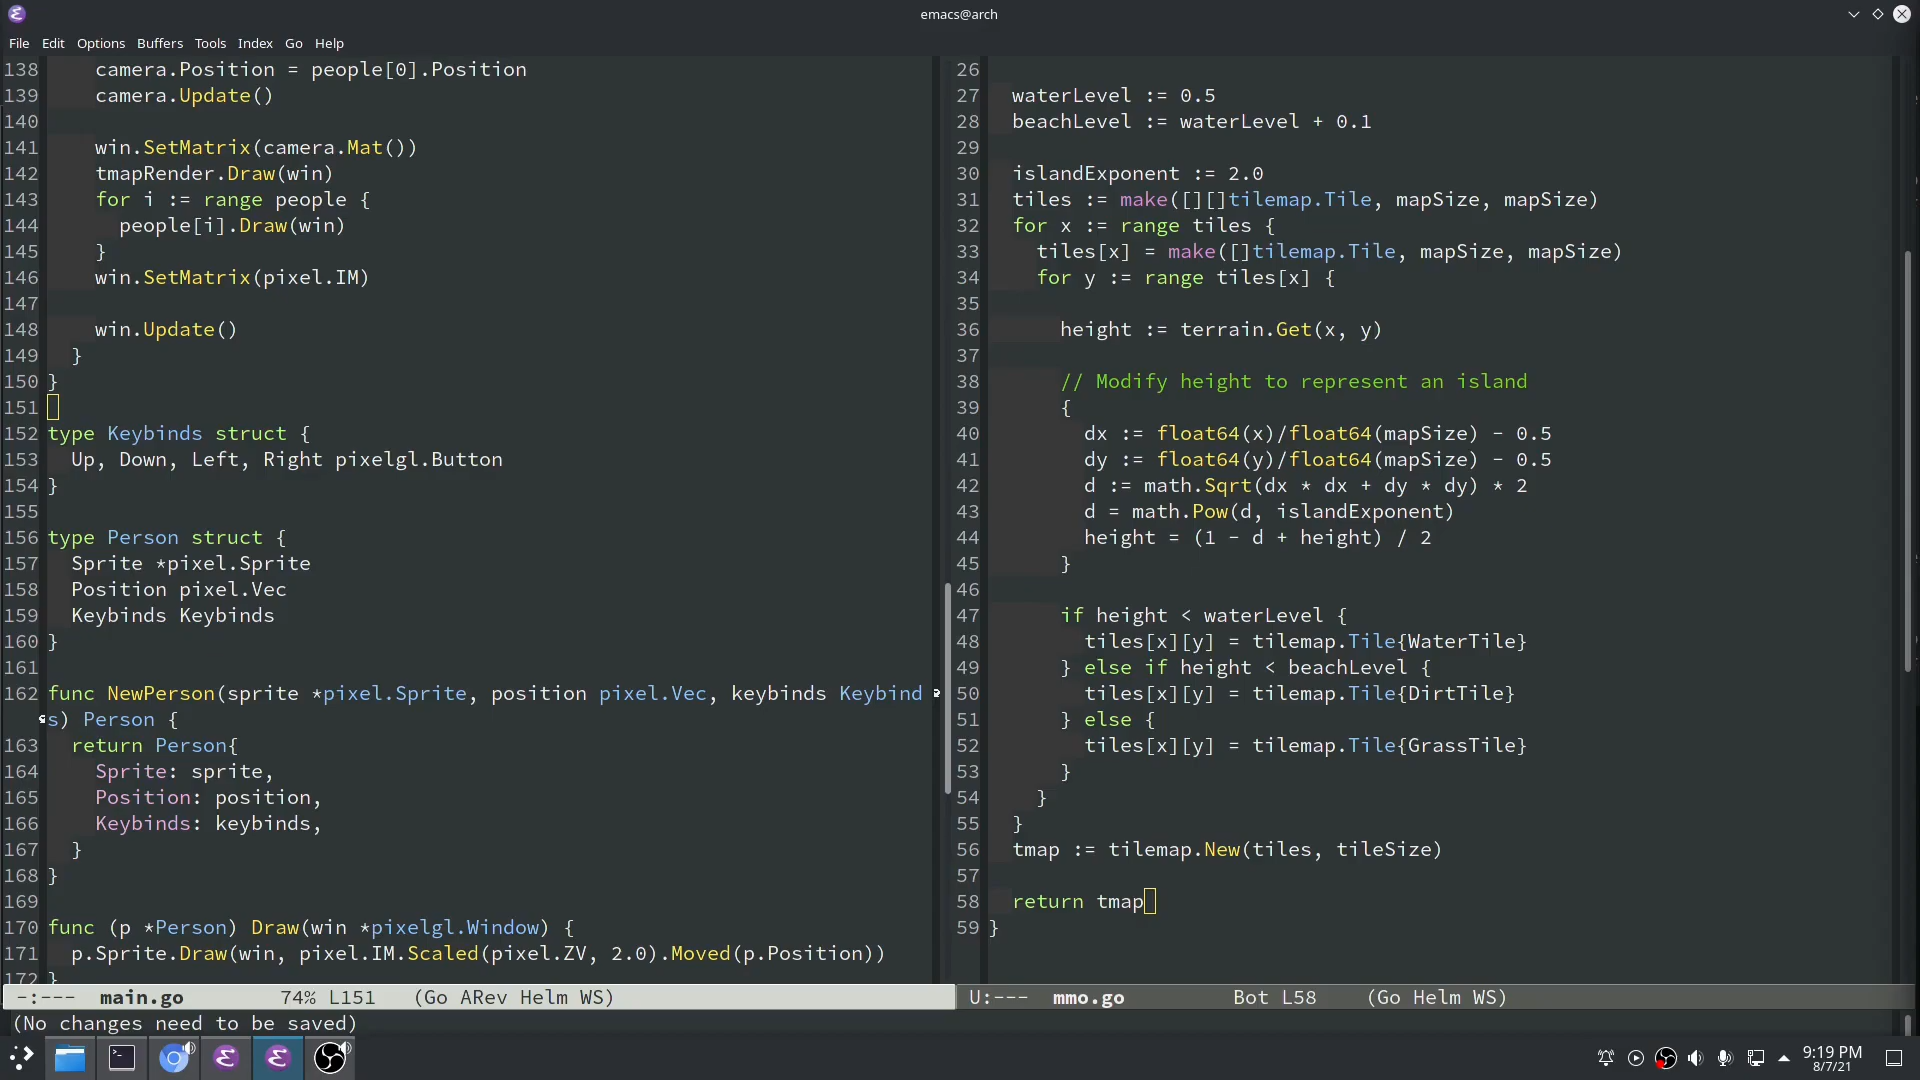 emacs@arch
File Edit Options Buffers Tools Index Go Help
138 camera.Position = people[0].Position
139 camera.Update()
140
141 win.SetMatrix(camera.Mat())
142 tmapRender.Draw(win)
143 for i := range people {
144 people[i].Draw(win)
145 }
146 win.SetMatrix(pixel.IM)
147
148 win.Update()
149 }
150 }
151
152 type Keybinds struct {
153 Up, Down, Left, Right pixelgl.Button
154 }
155
156 type Person struct {
157 Sprite *pixel.Sprite
158 Position pixel.Vec
159 Keybinds Keybinds
160 }
161
162 func NewPerson(sprite *pixel.Sprite, position pixel.Vec, keybinds Keybind
s) Person {
163 return Person{
164 Sprite: sprite,
165 Position: position,
166 Keybinds: keybinds,
167 }
168 }
169
170 func (p *Person) Draw(win *pixelgl.Window) {
171 p.Sprite.Draw(win, pixel.IM.Scaled(pixel.ZV, 2.0).Moved(p.Position))
172 }
-:--- main.go 74% L151 (Go ARev Helm WS)
26
27 waterLevel := 0.5
28 beachLevel := waterLevel + 0.1
29
30 islandExponent := 2.0
31 tiles := make([][]tilemap.Tile, mapSize, mapSize)
32 for x := range tiles {
33 tiles[x] = make([]tilemap.Tile, mapSize, mapSize)
34 for y := range tiles[x] {
35
36 height := terrain.Get(x, y)
37
38 // Modify height to represent an island
39 {
40 dx := float64(x)/float64(mapSize) - 0.5
41 dy := float64(y)/float64(mapSize) - 0.5
42 d := math.Sqrt(dx * dx + dy * dy) * 2
43 d = math.Pow(d, islandExponent)
44 height = (1 - d + height) / 2
45 }
46
47 if height < waterLevel {
48 tiles[x][y] = tilemap.Tile{WaterTile}
49 } else if height < beachLevel {
50 tiles[x][y] = tilemap.Tile{DirtTile}
51 } else {
52 tiles[x][y] = tilemap.Tile{GrassTile}
53 }
54 }
55 }
56 tmap := tilemap.New(tiles, tileSize)
57
58 return tmap
59 }
U:--- mmo.go Bot L58 (Go Helm WS)
(No changes need to be saved)
9:19 PM
8/7/21